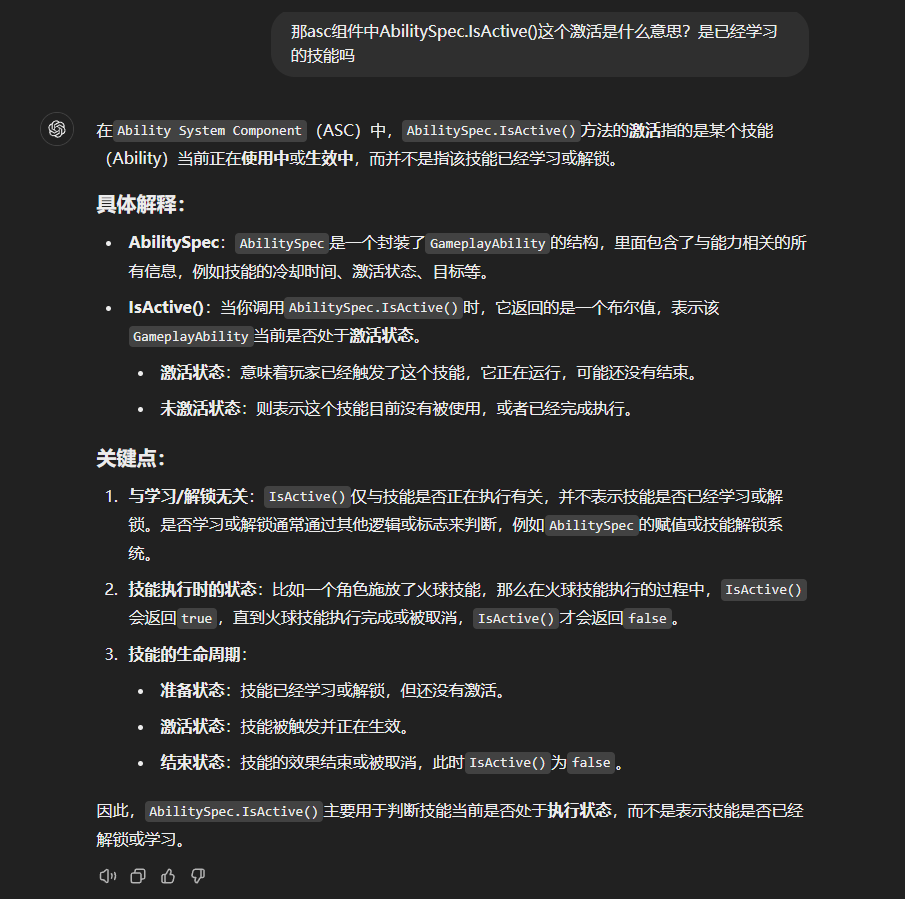 那asc组件中AbilitySpec.IsActive()这个激活是什么意思？是已经学习
的技能吗
在Ability System Component（ASC）中，AbilitySpec.IsActive()方法的激活指的是某个技能
（Ability）当前正在使用中或生效中，而并不是指该技能已经学习或解锁。
具体解释：
• AbilitySpec：AbilitySpec是一个封装了GameplayAbility的结构，里面包含了与能力相关的所
有信息，例如技能的冷却时间、激活状态、目标等。
• IsActive()：当你调用AbilitySpec.IsActive()时，它返回的是一个布尔值，表示该
GameplayAbility当前是否处于激活状态。
• 激活状态：意味着玩家已经触发了这个技能，它正在运行，可能还没有结束。
• 未激活状态：则表示这个技能目前没有被使用，或者已经完成执行。
关键点：
1. 与学习/解锁无关：IsActive()仅与技能是否正在执行有关，并不表示技能是否已经学习或解
锁。是否学习或解锁通常通过其他逻辑或标志来判断，例如AbilitySpec的赋值或技能解锁系
统。
2. 技能执行时的状态：比如一个角色施放了火球技能，那么在火球技能执行的过程中，IsActive()
会返回true，直到火球技能执行完成或被取消，IsActive()才会返回false。
3. 技能的生命周期：
• 准备状态：技能已经学习或解锁，但还没有激活。
• 激活状态：技能被触发并正在生效。
• 结束状态：技能的效果结束或被取消，此时IsActive()为false。
因此，AbilitySpec.IsActive()主要用于判断技能当前是否处于执行状态，而不是表示技能是否已经
解锁或学习。